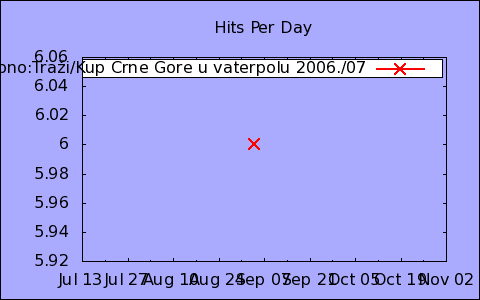 Hits Per Day
6.06
Traži/Kup Crne Gore u vaterpolu 2006./07
6.04
6.02
6
5.98
5.96
5.94
5.92
Jul 13 Jul 27 Aug 10 Aug 24 Sep 07 Sep 21 Oct 05 Oct 19 Nov 02